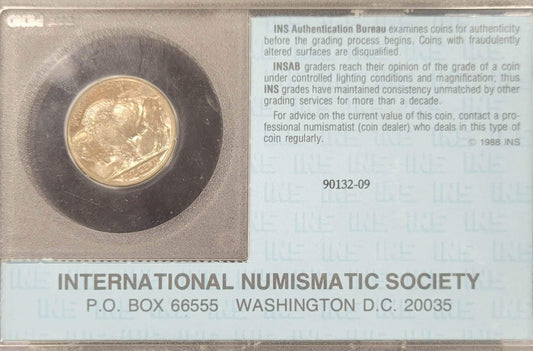 INS Authentication Bureau examines coins for authenticity
before the grading process begins. Coins with fraudulently
altered surfaces are disqualified.
INSAB graders reach their opinion of the grade of a coin
under controlled lighting conditions and magnification; thus
INS grades have maintained consistency unmatched by other
grading services for more than a decade.
For advice on the current value of this coin, contact a pro-
fessional numismatist (coin dealer) who deals in this type of
coin regularly.
© 1988 INS
90132-09
INTERNATIONAL NUMISMATIC SOCIETY
P.O. BOX 66555 WASHINGTON D.C. 20035